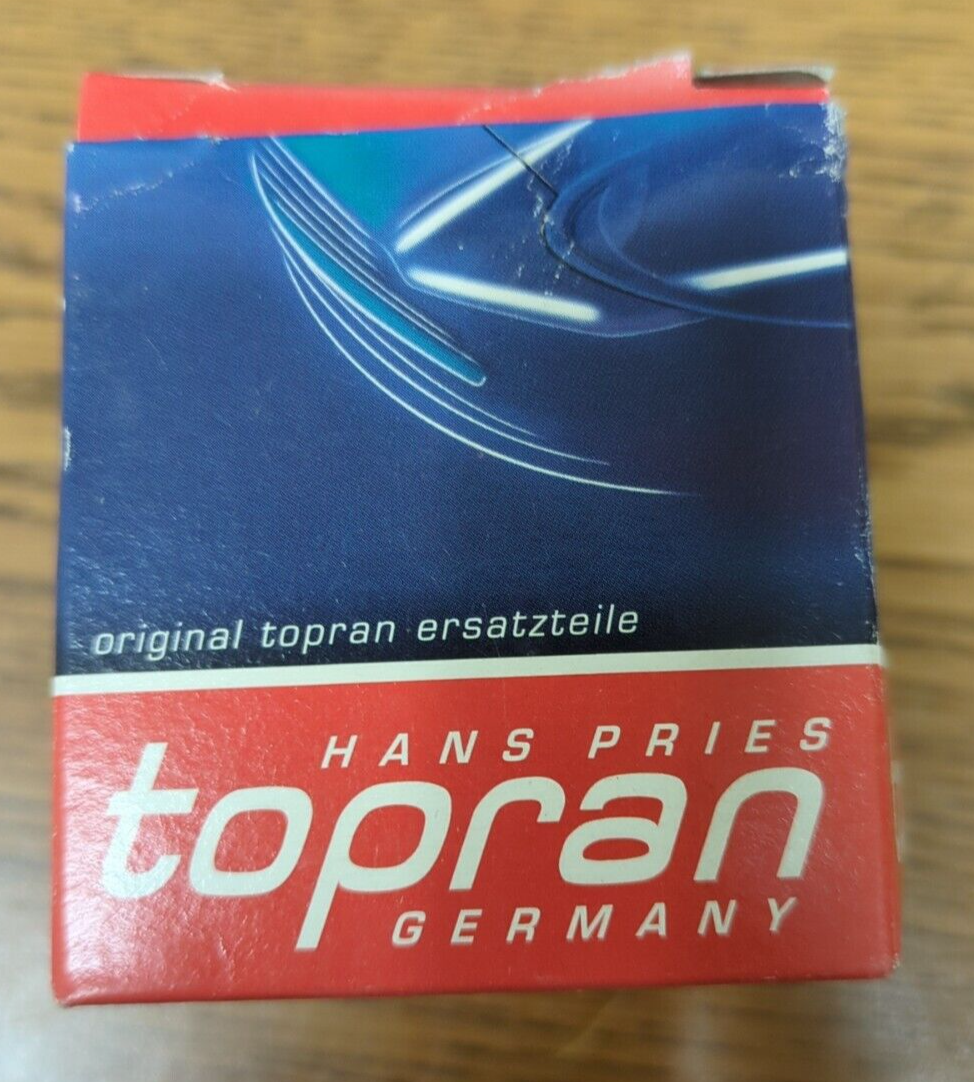 original topran ersatzteile
HANS PRIES
topran
GERMANY